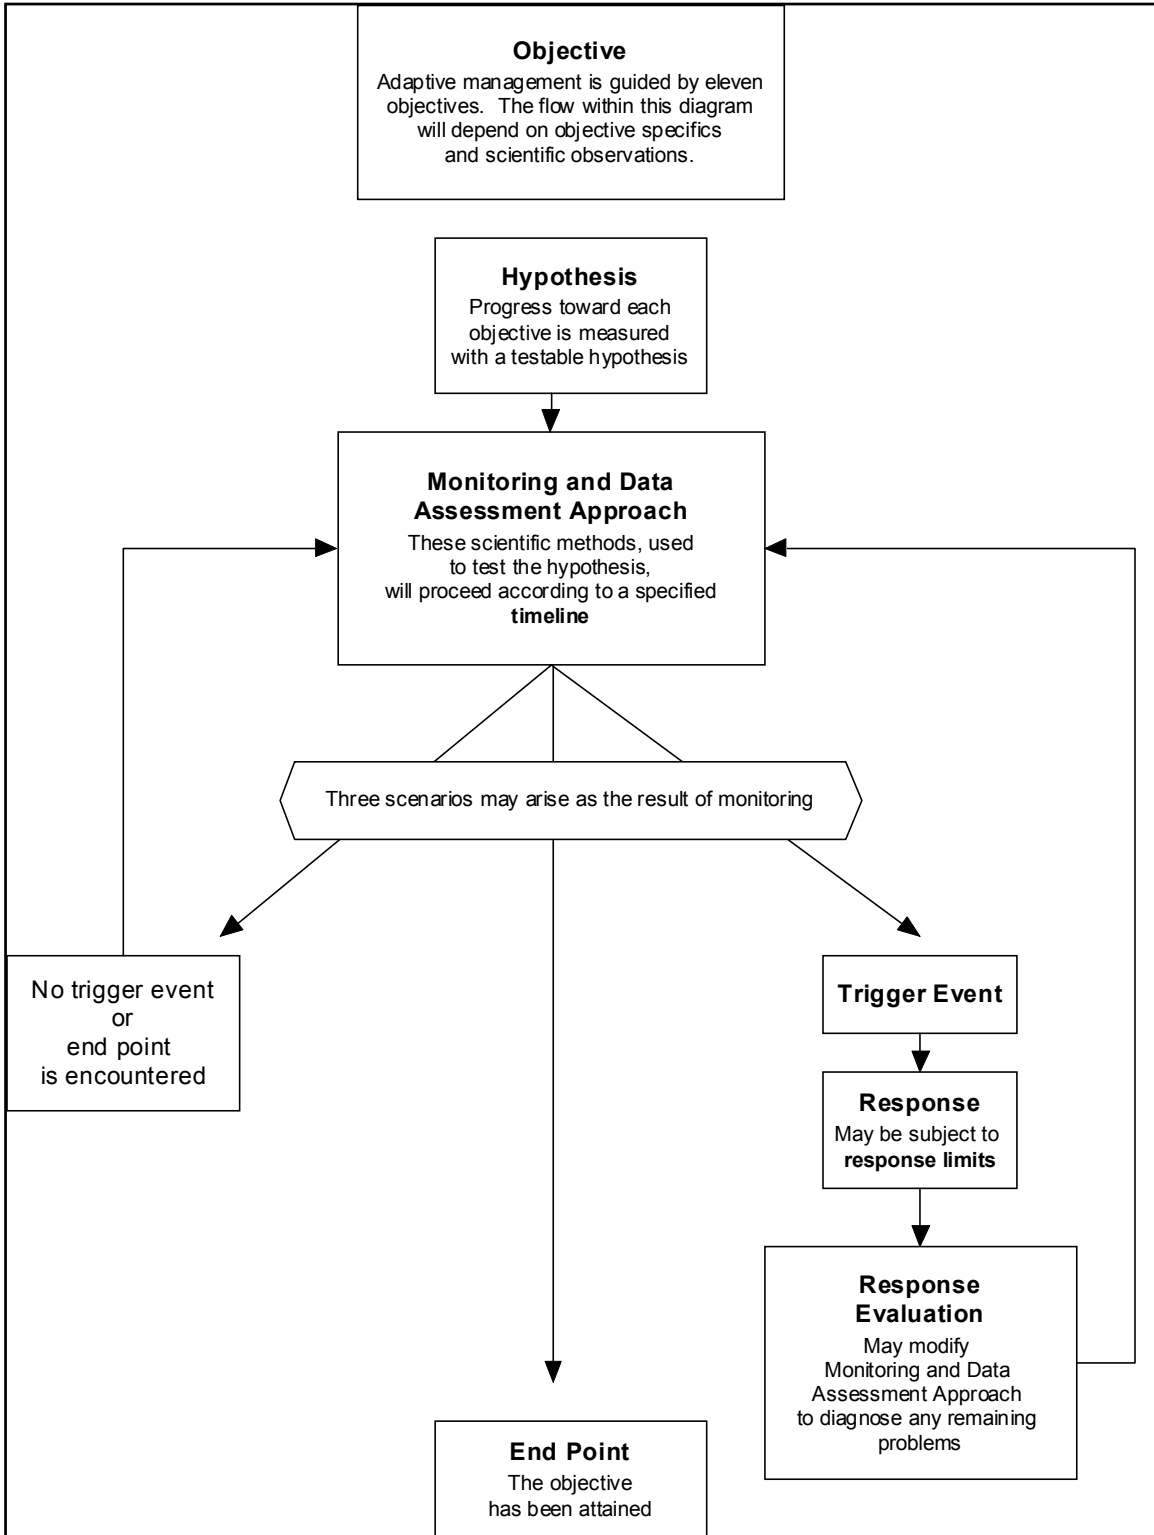 Objective
Adaptive management is guided by eleven
objectives. The flow within this diagram
will depend on objective specifics
and scientific observations.
Hypothesis
Progress toward each
objective is measured
with a testable hypothesis
Monitoring and Data
Assessment Approach
These scientific methods, used
to test the hypothesis,
will proceed according to a specified
timeline
Three scenarios may arise as the result of monitoring
No trigger event
or
end point
is encountered
Trigger Event
Response
May be subject to
response limits
Response
Evaluation
May modify
Monitoring and Data
Assessment Approach
to diagnose any remaining
problems
End Point
The objective
has been attained